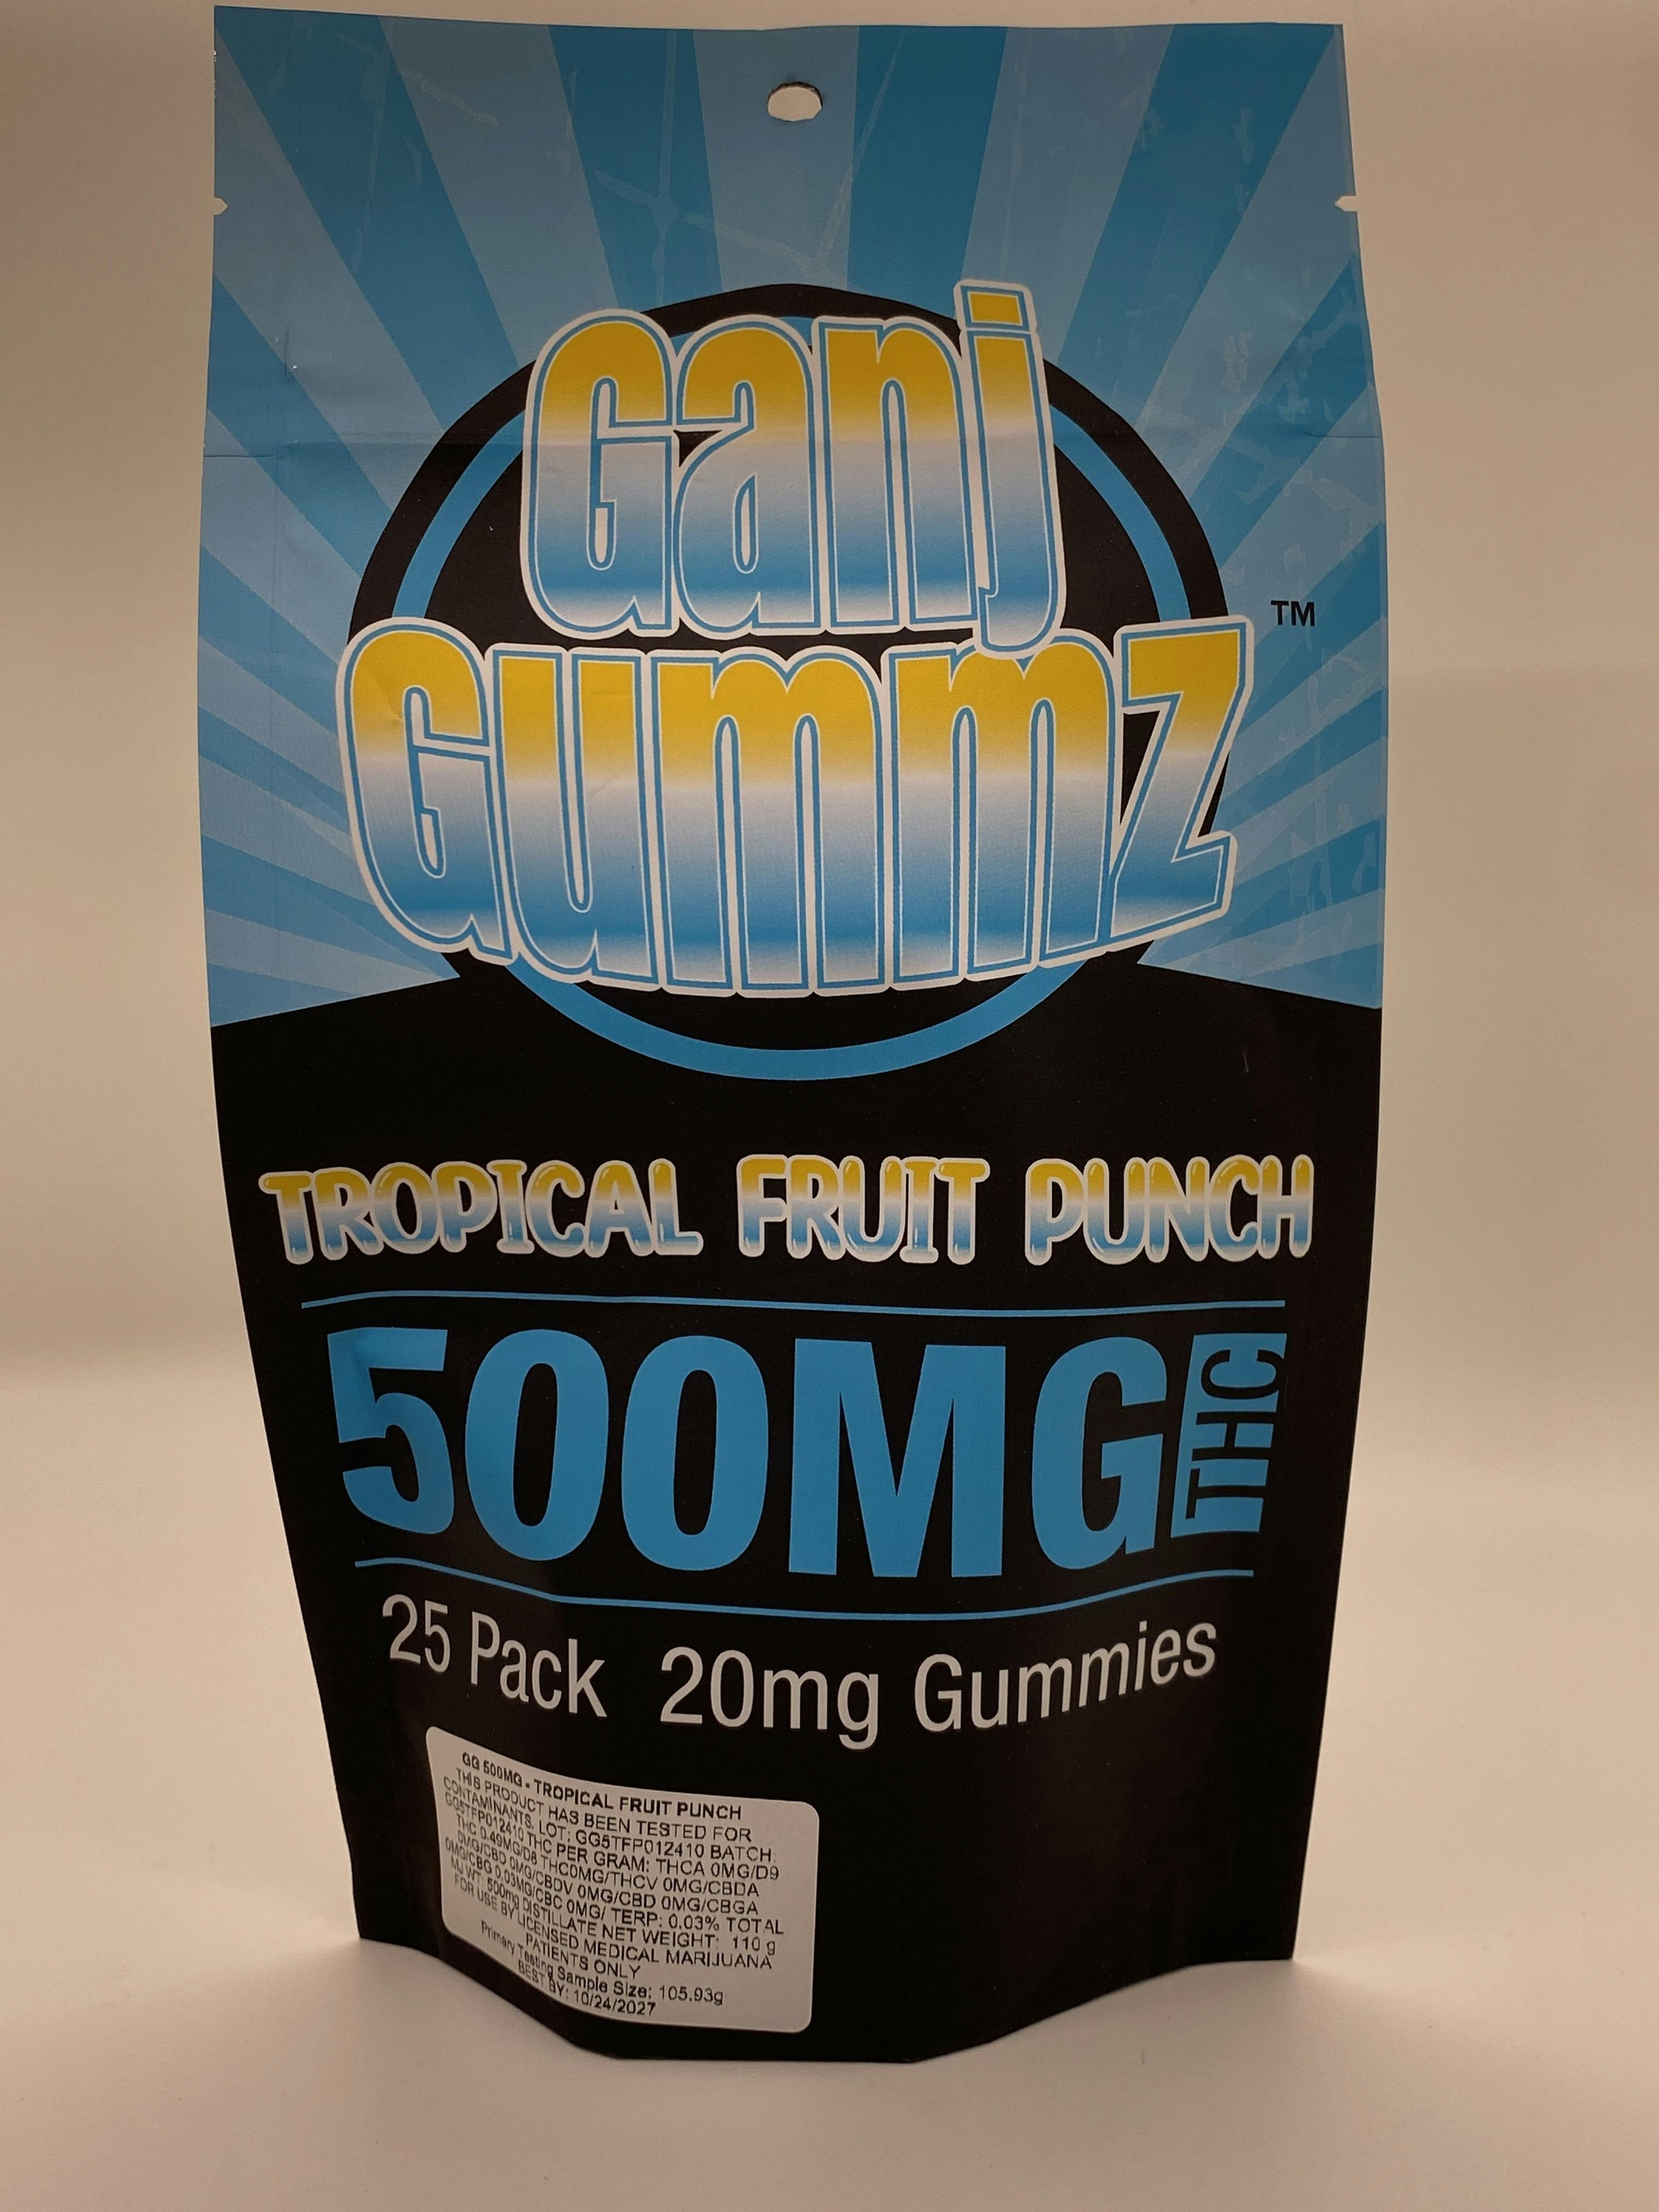 Ganj
Gummz
TM
TROPICAL FRUIT PUNCH
500MG THC
25 Pack 20mg Gummies
GG 500MG - TROPICAL FRUIT PUNCH
THIS PRODUCT HAS BEEN TESTED FOR
CONTAMINANTS. LOT: GG5TFP012410 BATCH:
GG5TFP012410 THC PER GRAM: THCA 0MG/D9
THC 0.49MG/D8 THC0MG/THCV 0MG/CBDA
0MG/CBD 0MG/CBDV 0MG/CBD 0MG/CBGA
0MG/CBG 0.03MG/CBC 0MG/ TERP: 0.03% TOTAL
MJ WT: 500mg DISTILLATE NET WEIGHT: 110 g
FOR USE BY LICENSED MEDICAL MARIJUANA
PATIENTS ONLY
Primary Testing Sample Size: 105.93g
BEST BY: 10/24/2027